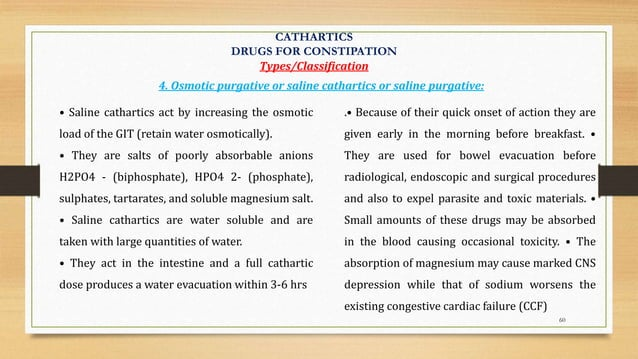 CATHARTICS
DRUGS FOR CONSTIPATION
Types/Classification
4. Osmotic purgative or saline cathartics or saline purgative:
• Saline cathartics act by increasing the osmotic
load of the GIT (retain water osmotically).
▪ They are salts of poorly absorbable anions
H2PO4 - (biphosphate), HPO4 2- (phosphate),
sulphates, tartarates, and soluble magnesium salt.
• Saline cathartics are water soluble and are
taken with large quantities of water.
• They act in the intestine and a full cathartic
dose produces a water evacuation within 3-6 hrs
.• Because of their quick onset of action they are
given early in the morning before breakfast. •
They are used for bowel evacuation before
radiological, endoscopic and surgical procedures
and also to expel parasite and toxic materials. •
Small amounts of these drugs may be absorbed
in the blood causing occasional toxicity. ▪ The
absorption of magnesium may cause marked CNS
depression while that of sodium worsens the
existing congestive cardiac failure (CCF)
60